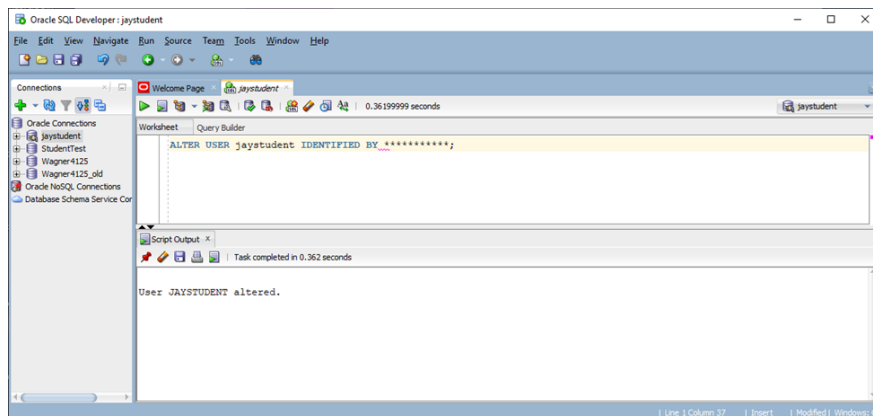 Oracle SQL Developer : jaystudent
File Edit View Navigate Run Source Team Tools Window Help
Connections
Welcome Page
jaystudent
0.36199999 seconds
jaystudent
Oracle Connections
jaystudent
StudentTest
Wagner4125
Wagner4125_old
Oracle NoSQL Connections
Database Schema Service Cor
Worksheet Query Builder
ALTER USER jaystudent IDENTIFIED BY ***********;
Script Output x
Task completed in 0.362 seconds
User JAYSTUDENT altered.
| Line 1 Column 37 | Insert | Modified | Windows: